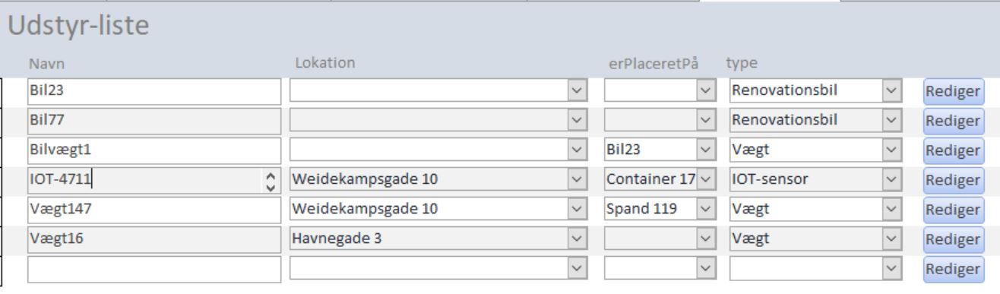 Udstyr-liste
Navn Lokation erPlaceretPå type
Bil23 Renovationsbil Rediger
Bil77 Renovationsbil Rediger
Bilvægt1 Bil23 Vægt Rediger
IOT-4711 Weidekampsgade 10 Container 17 IOT-sensor Rediger
Vægt147 Weidekampsgade 10 Spand 119 Vægt Rediger
Vægt16 Havnegade 3 Vægt Rediger
Rediger